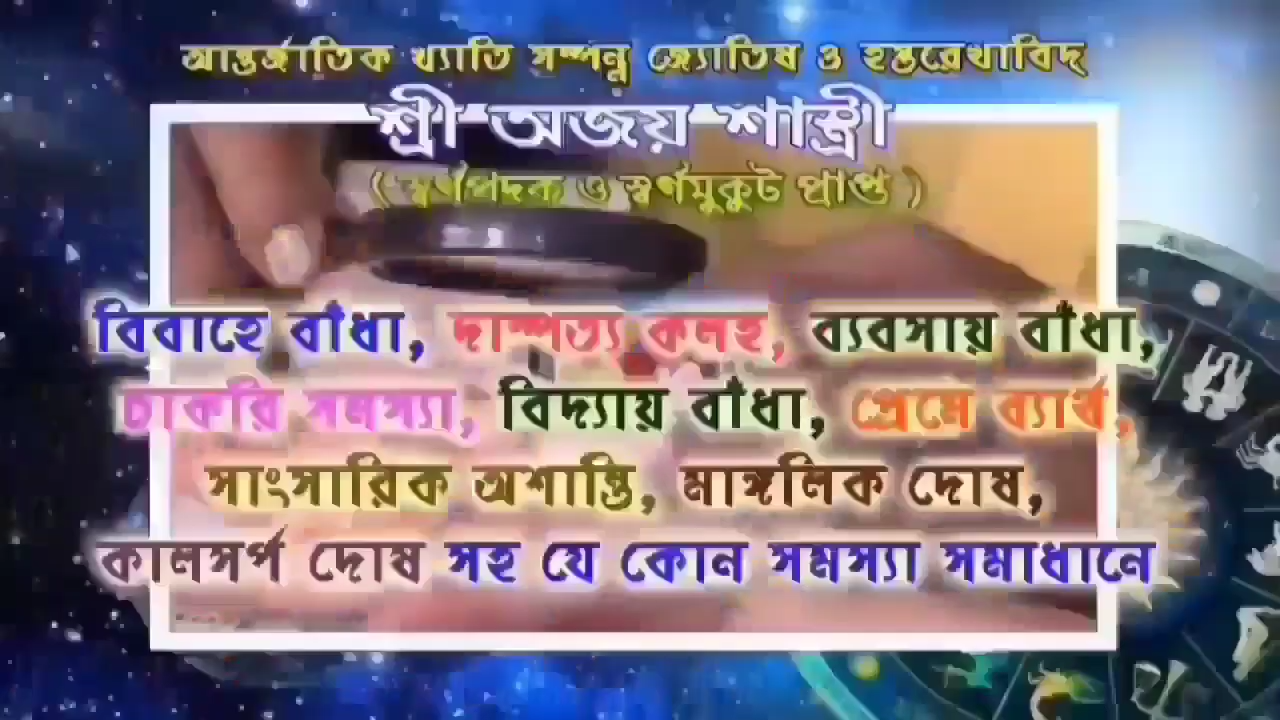 আন্তর্জাতিক খ্যাতি সম্পন্ন জ্যোতিষ ও হস্তরেখাবিদ
শ্রী অজয় শাস্ত্রী
( স্বর্ণপদক ও স্বর্ণমুকুট প্রাপ্ত )
বিবাহে বাঁধা, দাম্পত্য কলহ, ব্যবসায় বাঁধা,
চাকরি সমস্যা, বিদ্যায় বাঁধা, প্রেমে ব্যার্থ,
সাংসারিক অশান্তি, মাঙ্গলিক দোষ,
কালসর্প দোষ সহ যে কোন সমস্যা সমাধানে